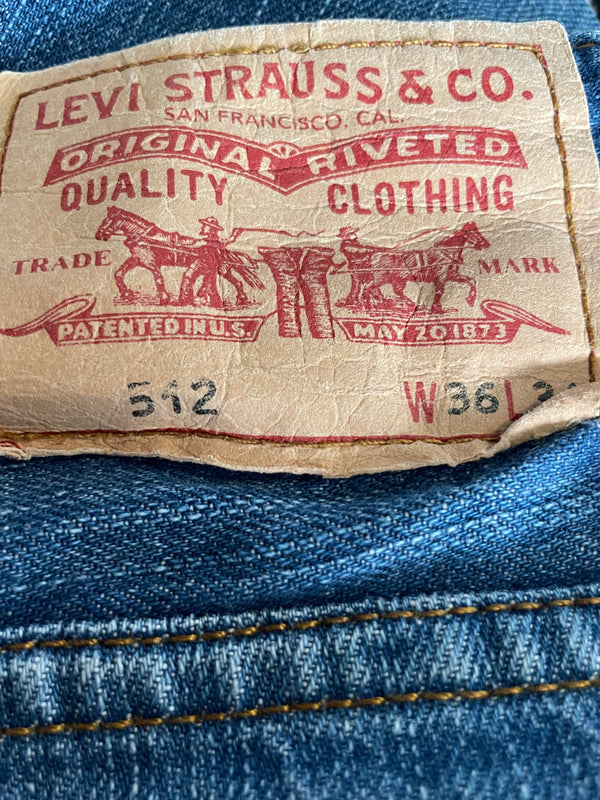 LEVI STRAUSS & CO.
SAN FRANCISCO. CAL.
ORIGINAL RIVETED
QUALITY CLOTHING
TRADE MARK
PATENTED IN U.S. MAY 20 1873
512 W36 L